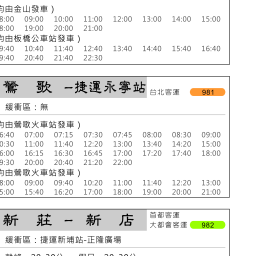 均由金山發車）
8:00 09:00 10:00 11:00 12:00 13:00 14:00 15:00
8:00 19:00 20:00 21:00
均由板橋公車站發車）
9:40 10:40 11:40 12:40 13:40 14:40 15:40 16:40
9:40 20:40 21:40 22:30
鶯 歌 －捷運永寧站 台北客運 981
緩衝區：無
均由鶯歌火車站發車）
6:40 07:00 07:15 07:30 07:45 08:00 08:30 09:00
0:30 11:00 11:40 12:20 13:00 13:40 14:20 15:00
6:00 16:15 16:30 16:45 17:00 17:20 17:40 18:00
9:30 20:00 20:40 21:20 22:00
均由鶯歌火車站發車）
8:00 09:00 09:40 10:20 11:00 11:40 12:20 13:00
5:00 15:40 16:20 17:00 18:00 19:00 20:00 21:00
新 莊 － 新 店 首都客運
大都會客運 982
緩衝區：捷運新埔站-正隆廣場